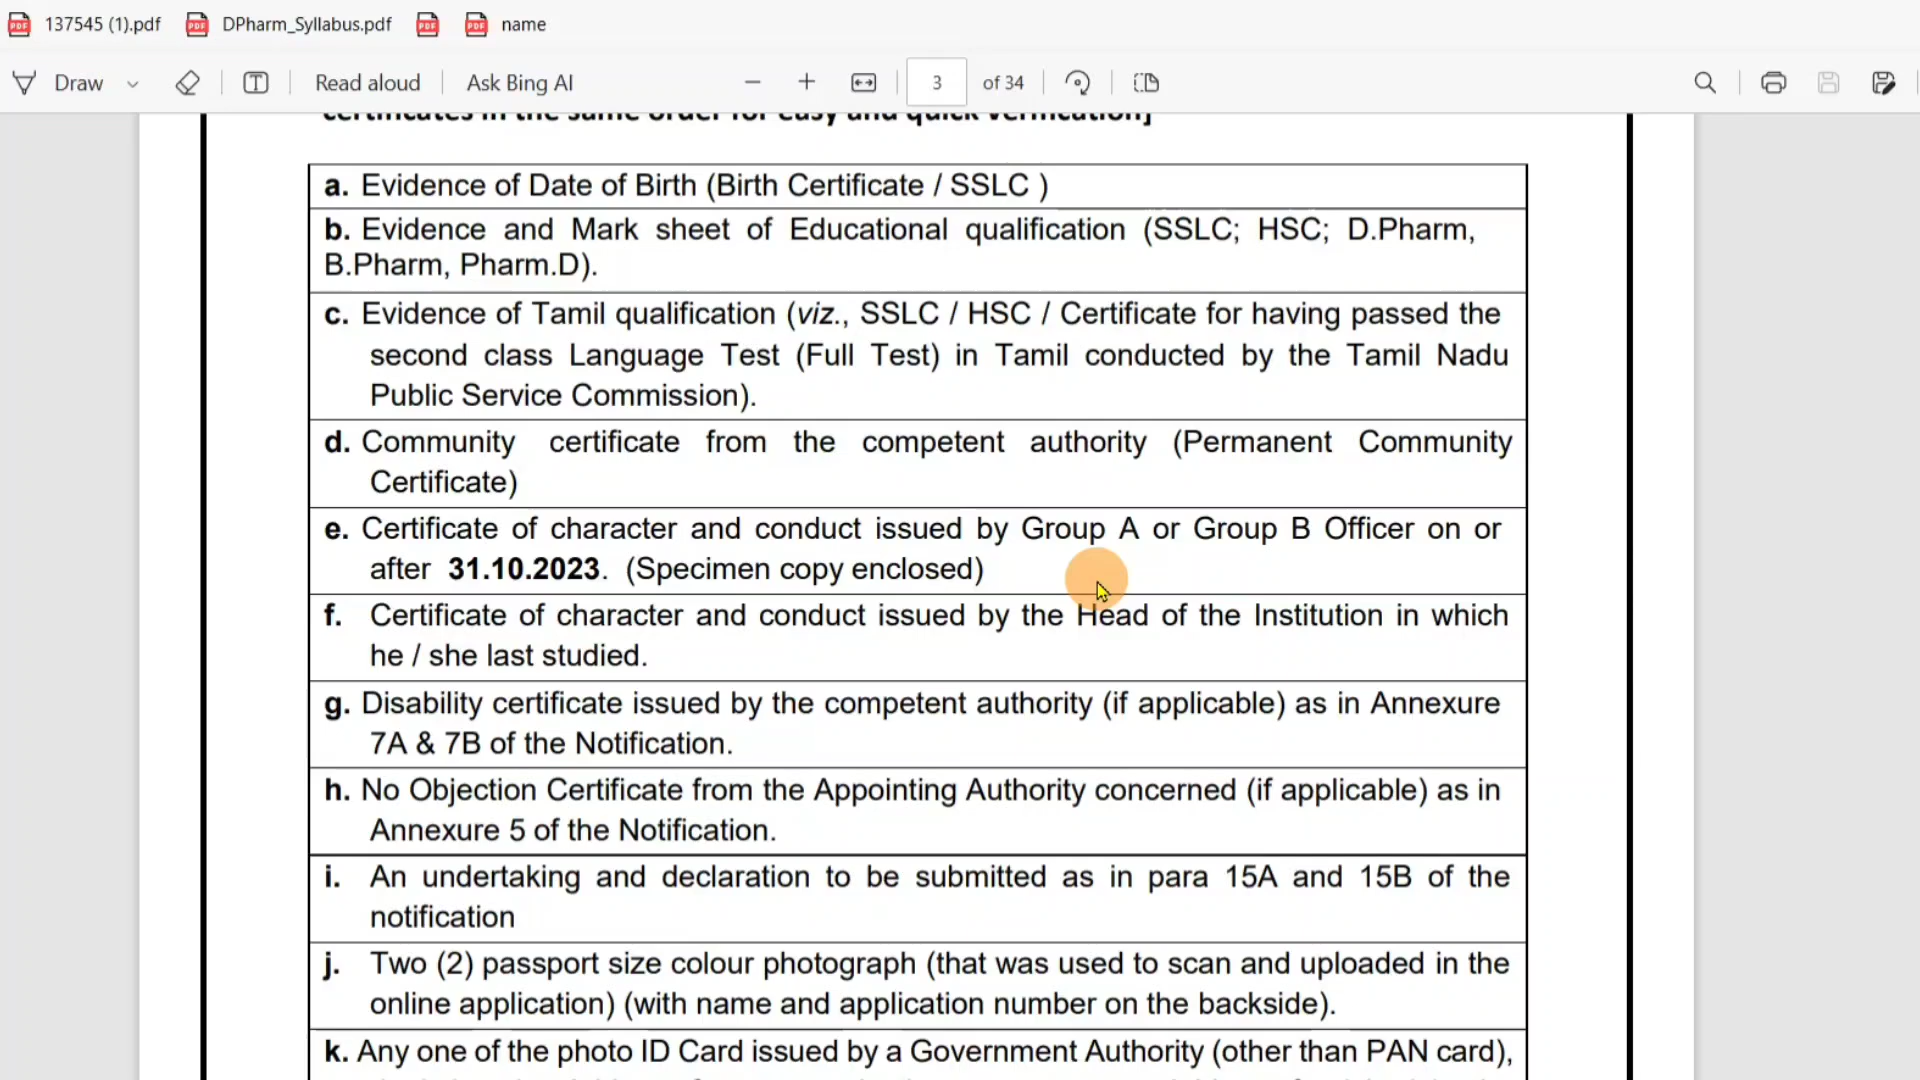 137545 (1).pdf DPharm_Syllabus.pdf name
Draw Read aloud Ask Bing AI 3 of 34
certificates in the same order for easy and quick verification]
a. Evidence of Date of Birth (Birth Certificate / SSLC )
b. Evidence and Mark sheet of Educational qualification (SSLC; HSC; D.Pharm,
B.Pharm, Pharm.D).
c. Evidence of Tamil qualification (viz., SSLC / HSC / Certificate for having passed the
second class Language Test (Full Test) in Tamil conducted by the Tamil Nadu
Public Service Commission).
d. Community certificate from the competent authority (Permanent Community
Certificate)
e. Certificate of character and conduct issued by Group A or Group B Officer on or
after 31.10.2023. (Specimen copy enclosed)
f. Certificate of character and conduct issued by the Head of the Institution in which
he / she last studied.
g. Disability certificate issued by the competent authority (if applicable) as in Annexure
7A & 7B of the Notification.
h. No Objection Certificate from the Appointing Authority concerned (if applicable) as in
Annexure 5 of the Notification.
i. An undertaking and declaration to be submitted as in para 15A and 15B of the
notification
j. Two (2) passport size colour photograph (that was used to scan and uploaded in the
online application) (with name and application number on the backside).
k. Any one of the photo ID Card issued by a Government Authority (other than PAN card),